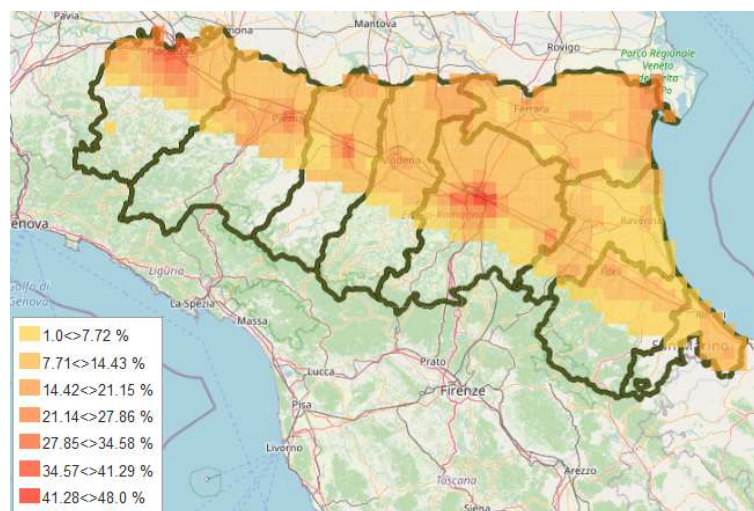 Pavia
Mantova
Rovigo
Parco Regionale
Veneto
Po
Ferrara
Parma
Modena
Ravenna
Forlì
Golfo di
Genova
Liguria
La Spezia
Massa
Prato
Lucca
Firenze
Pisa
Livorno
Arezzo
Toscana
Siena
1.0<>7.72 %
7.71<>14.43 %
14.42<>21.15 %
21.14<>27.86 %
27.85<>34.58 %
34.57<>41.29 %
41.28<>48.0 %